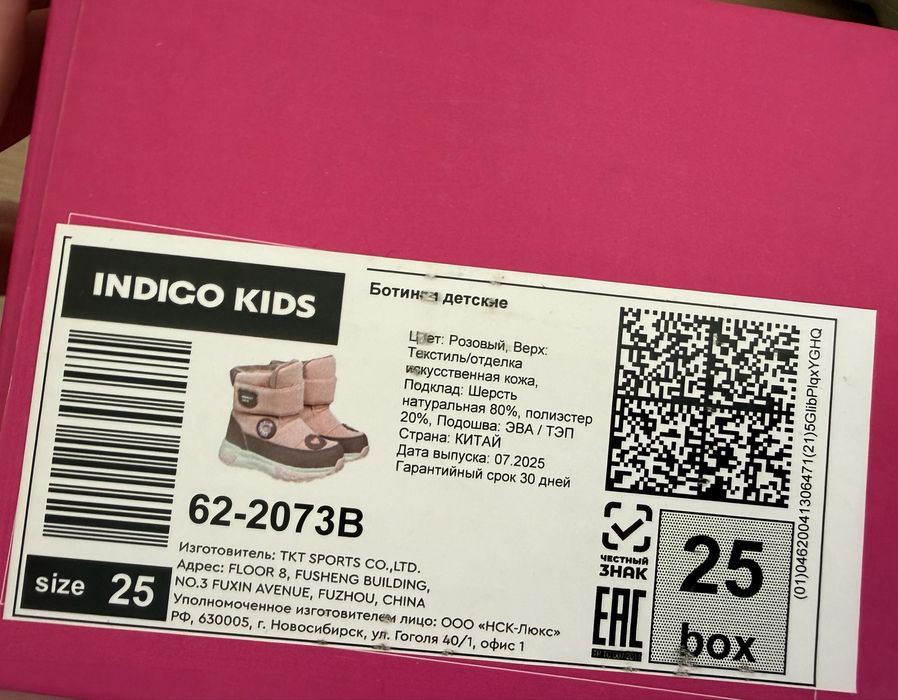 INDIGO KIDS
Ботинки детские
Цвет: Розовый, Верх:
Текстиль/отделка
искусственная кожа,
Подклад: Шерсть
натуральная 80%, полиэстер
20%, Подошва: ЭВА / ТЭП
Страна: КИТАЙ
Дата выпуска: 07.2025
Гарантийный срок 30 дней
62-2073B
Изготовитель: TKT SPORTS CO.,LTD.
Адрес: FLOOR 8, FUSHENG BUILDING,
NO.3 FUXIN AVENUE, FUZHOU, CHINA
Уполномоченное изготовителем лицо: ООО «НСК-Люкс»
РФ, 630005, г. Новосибирск, ул. Гоголя 40/1, офис 1
size 25
ЧЕСТНЫЙ
ЗНАК
EAC
25
box
(01)04620041306471(21)5GlibPlqxYGHQ